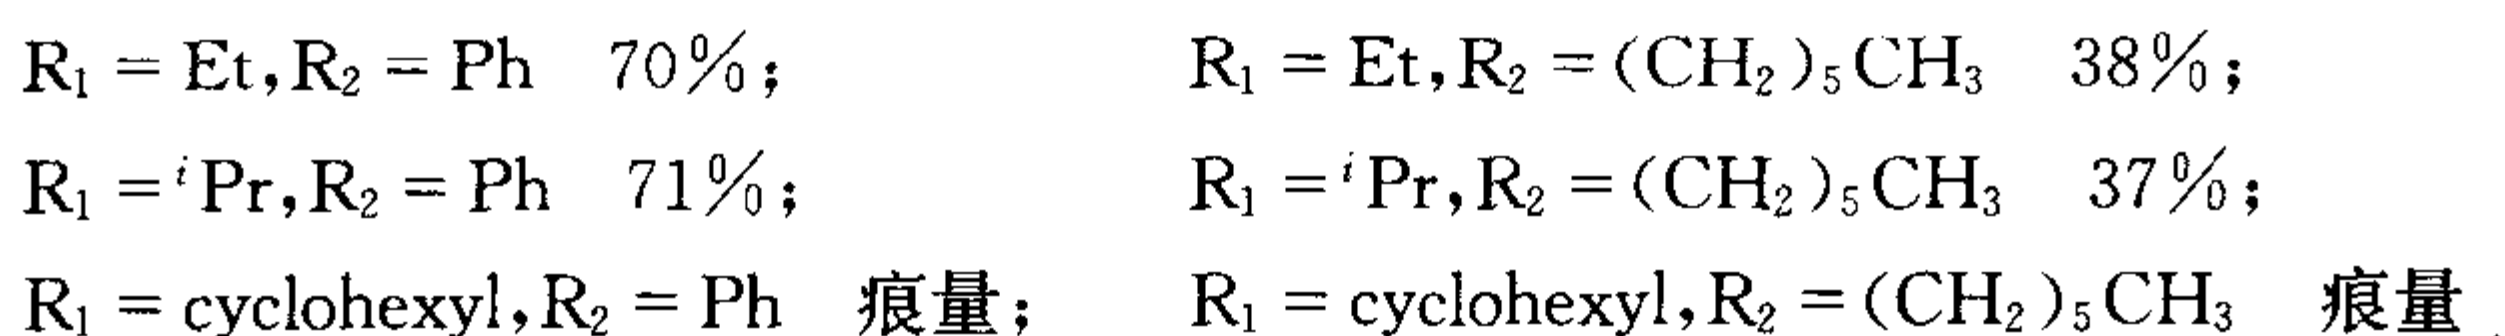 R₁ = Et, R₂ = Ph 70%; R₁ = Et, R₂ = (CH₂)₅CH₃ 38%;
R₁ = ⁱPr, R₂ = Ph 71%; R₁ = ⁱPr, R₂ = (CH₂)₅CH₃ 37%;
R₁ = cyclohexyl, R₂ = Ph 痕量; R₁ = cyclohexyl, R₂ = (CH₂)₅CH₃ 痕量